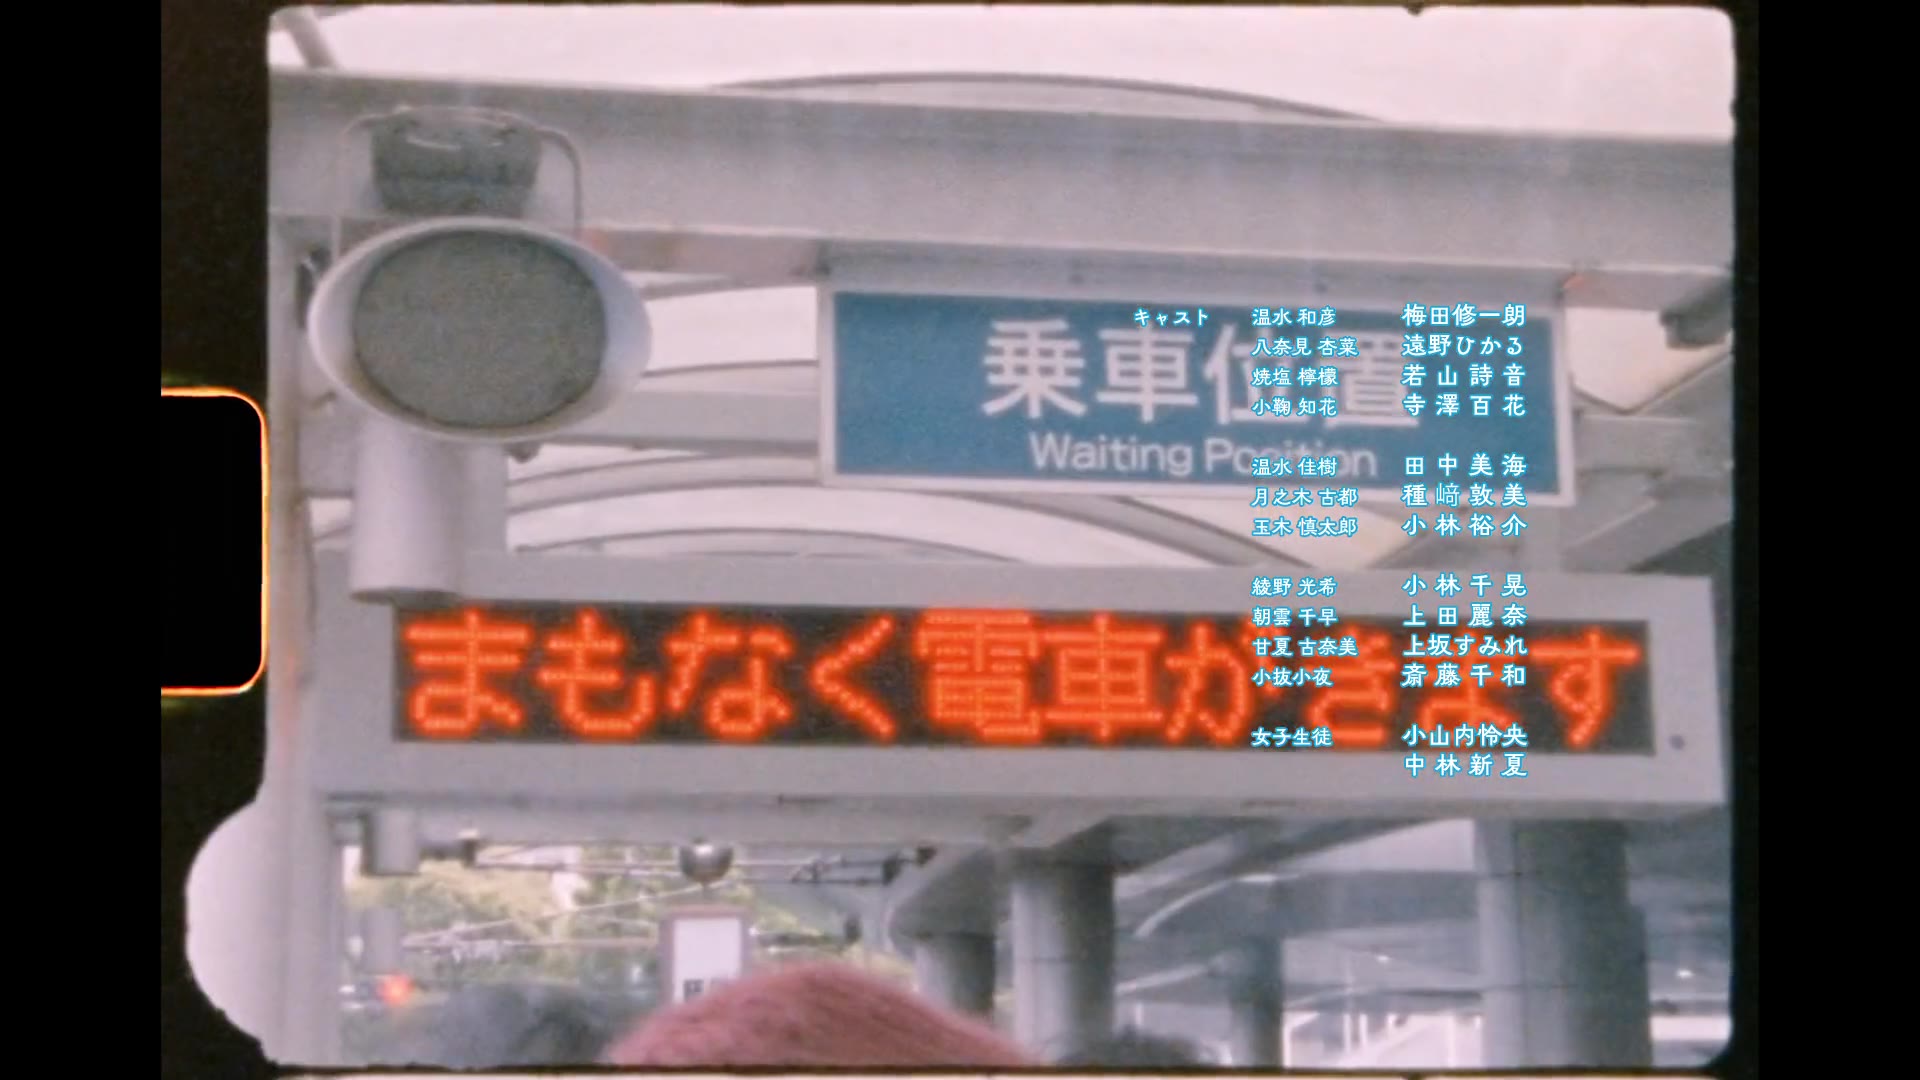 乗車位置
Waiting Position
まもなく電車がきます
キャスト 温水 和彦 梅田修一朗
八奈見 杏菜 遠野ひかる
焼塩 檸檬 若山詩音
小鞠 知花 寺澤百花
温水 佳樹 田中美海
月之木 古都 種﨑敦美
玉木 慎太郎 小林裕介
綾野 光希 小林千晃
朝雲 千早 上田麗奈
甘夏 古奈美 上坂すみれ
小抜小夜 斎藤千和
女子生徒 小山内怜央
中林新夏